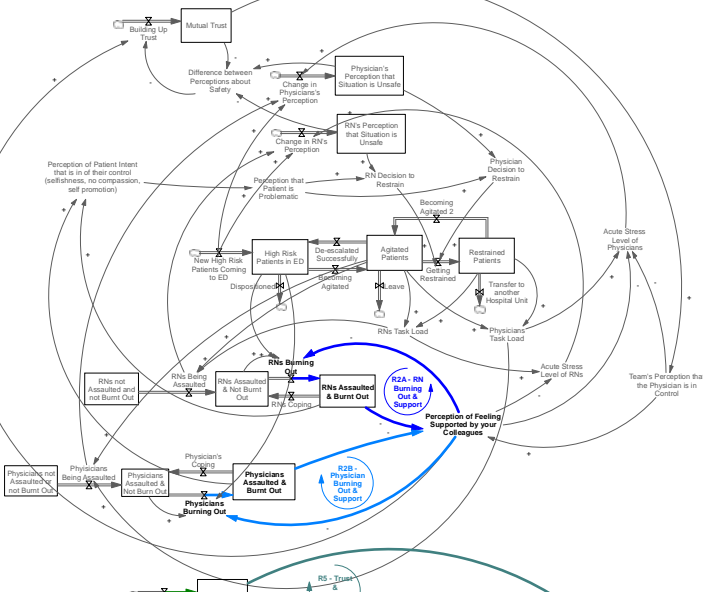 Building Up
Trust
Mutual Trust
Difference between
Perceptions about
Safety
Change in
Physicians's
Perception
Physician's
Perception that
Situation is Unsafe
Change in RN's
Perception
RN's Perception
that Situation is
Unsafe
Perception of Patient Intent
that is in of their control
(selfishness, no compassion,
self promotion)
Perception that
Patient is
Problematic
RN Decision to
Restrain
Physician
Decision to
Restrain
Becoming
Agitated 2
New High Risk
Patients Coming
to ED
High Risk
Patients in ED
De-escalated
Successfully
Becoming
Agitated
Agitated
Patients
Getting
Restrained
Restrained
Patients
Acute Stress
Level of
Physicians
Dispositioned
Leave
Transfer to
another
Hospital Unit
RNs Task Load
Physicians
Task Load
RNs not
Assaulted and
not Burnt Out
RNs Being
Assaulted
RNs Assaulted
& Not Burnt
Out
RNs Burning
Out
RNs Coping
RNs Assaulted
& Burnt Out
R2A - RN
Burning
Out &
Support
Acute Stress
Level of RNs
Team's Perception that
the Physician is in
Control
Perception of Feeling
Supported by your
Colleagues
Physicians not
Assaulted or
not Burnt Out
Physicians
Being Assaulted
Physicians
Assaulted &
Not Burn Out
Physician's
Coping
Physicians
Burning Out
Physicians
Assaulted &
Burnt Out
R2B -
Physician
Burning
Out &
Support
R5 - Trust
&